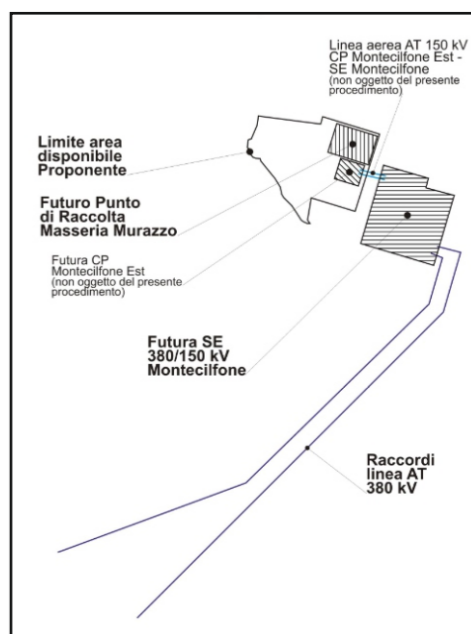 Linea aerea AT 150 kV
CP Montecilfone Est -
SE Montecilfone
(non oggetto del presente
procedimento)
Limite area
disponibile
Proponente
Futuro Punto
di Raccolta
Masseria Murazzo
Futura CP
Montecilfone Est
(non oggetto del presente
procedimento)
Futura SE
380/150 kV
Montecilfone
Raccordi
linea AT
380 kV